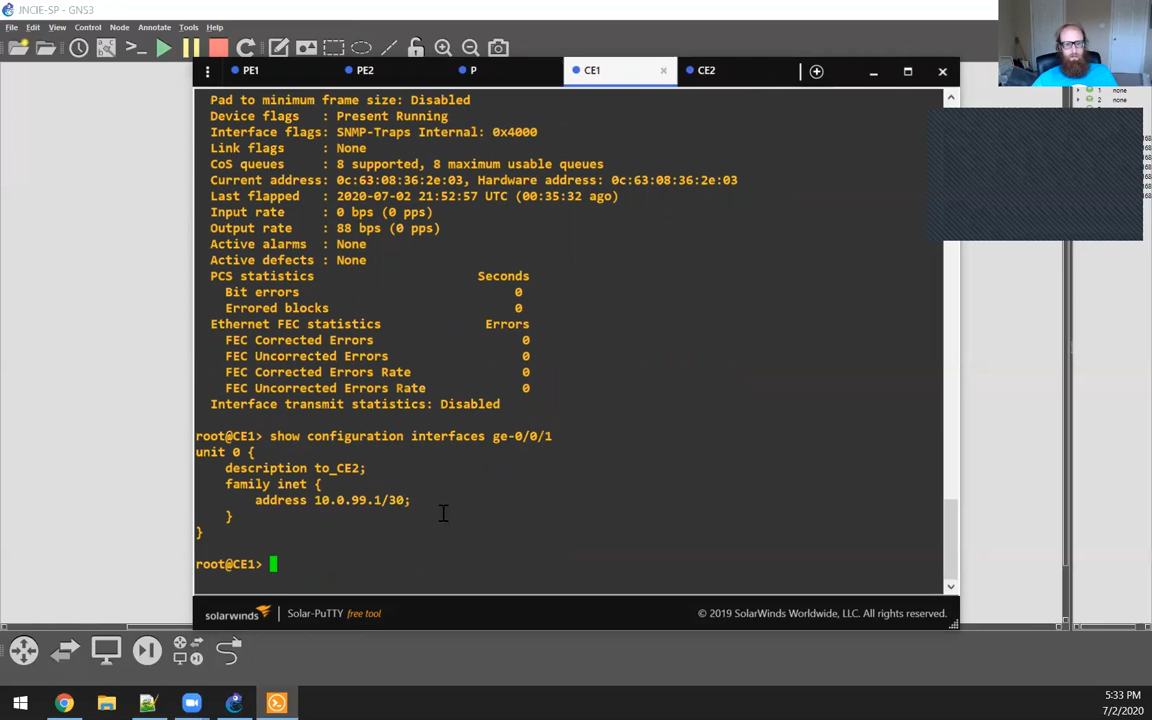 JNCIE-SP - GNS3
File Edit View Control Node Annotate Tools Help
PE1 PE2 P CE1 CE2
1 none
2 none
Pad to minimum frame size: Disabled
Device flags   : Present Running
Interface flags: SNMP-Traps Internal: 0x4000
Link flags     : None
CoS queues     : 8 supported, 8 maximum usable queues
Current address: 0c:63:08:36:2e:03, Hardware address: 0c:63:08:36:2e:03
Last flapped   : 2020-07-02 21:52:57 UTC (00:35:32 ago)
Input rate     : 0 bps (0 pps)
Output rate    : 88 bps (0 pps)
Active alarms  : None
Active defects : None
PCS statistics                      Seconds
Bit errors                             0
Errored blocks                         0
Ethernet FEC statistics              Errors
FEC Corrected Errors                    0
FEC Uncorrected Errors                  0
FEC Corrected Errors Rate               0
FEC Uncorrected Errors Rate             0
Interface transmit statistics: Disabled
root@CE1> show configuration interfaces ge-0/0/1
unit 0 {
description to_CE2;
family inet {
address 10.0.99.1/30;
}
}
root@CE1>
solarwinds Solar-PuTTY free tool © 2019 SolarWinds Worldwide, LLC. All rights reserved.
5:33 PM
7/2/2020